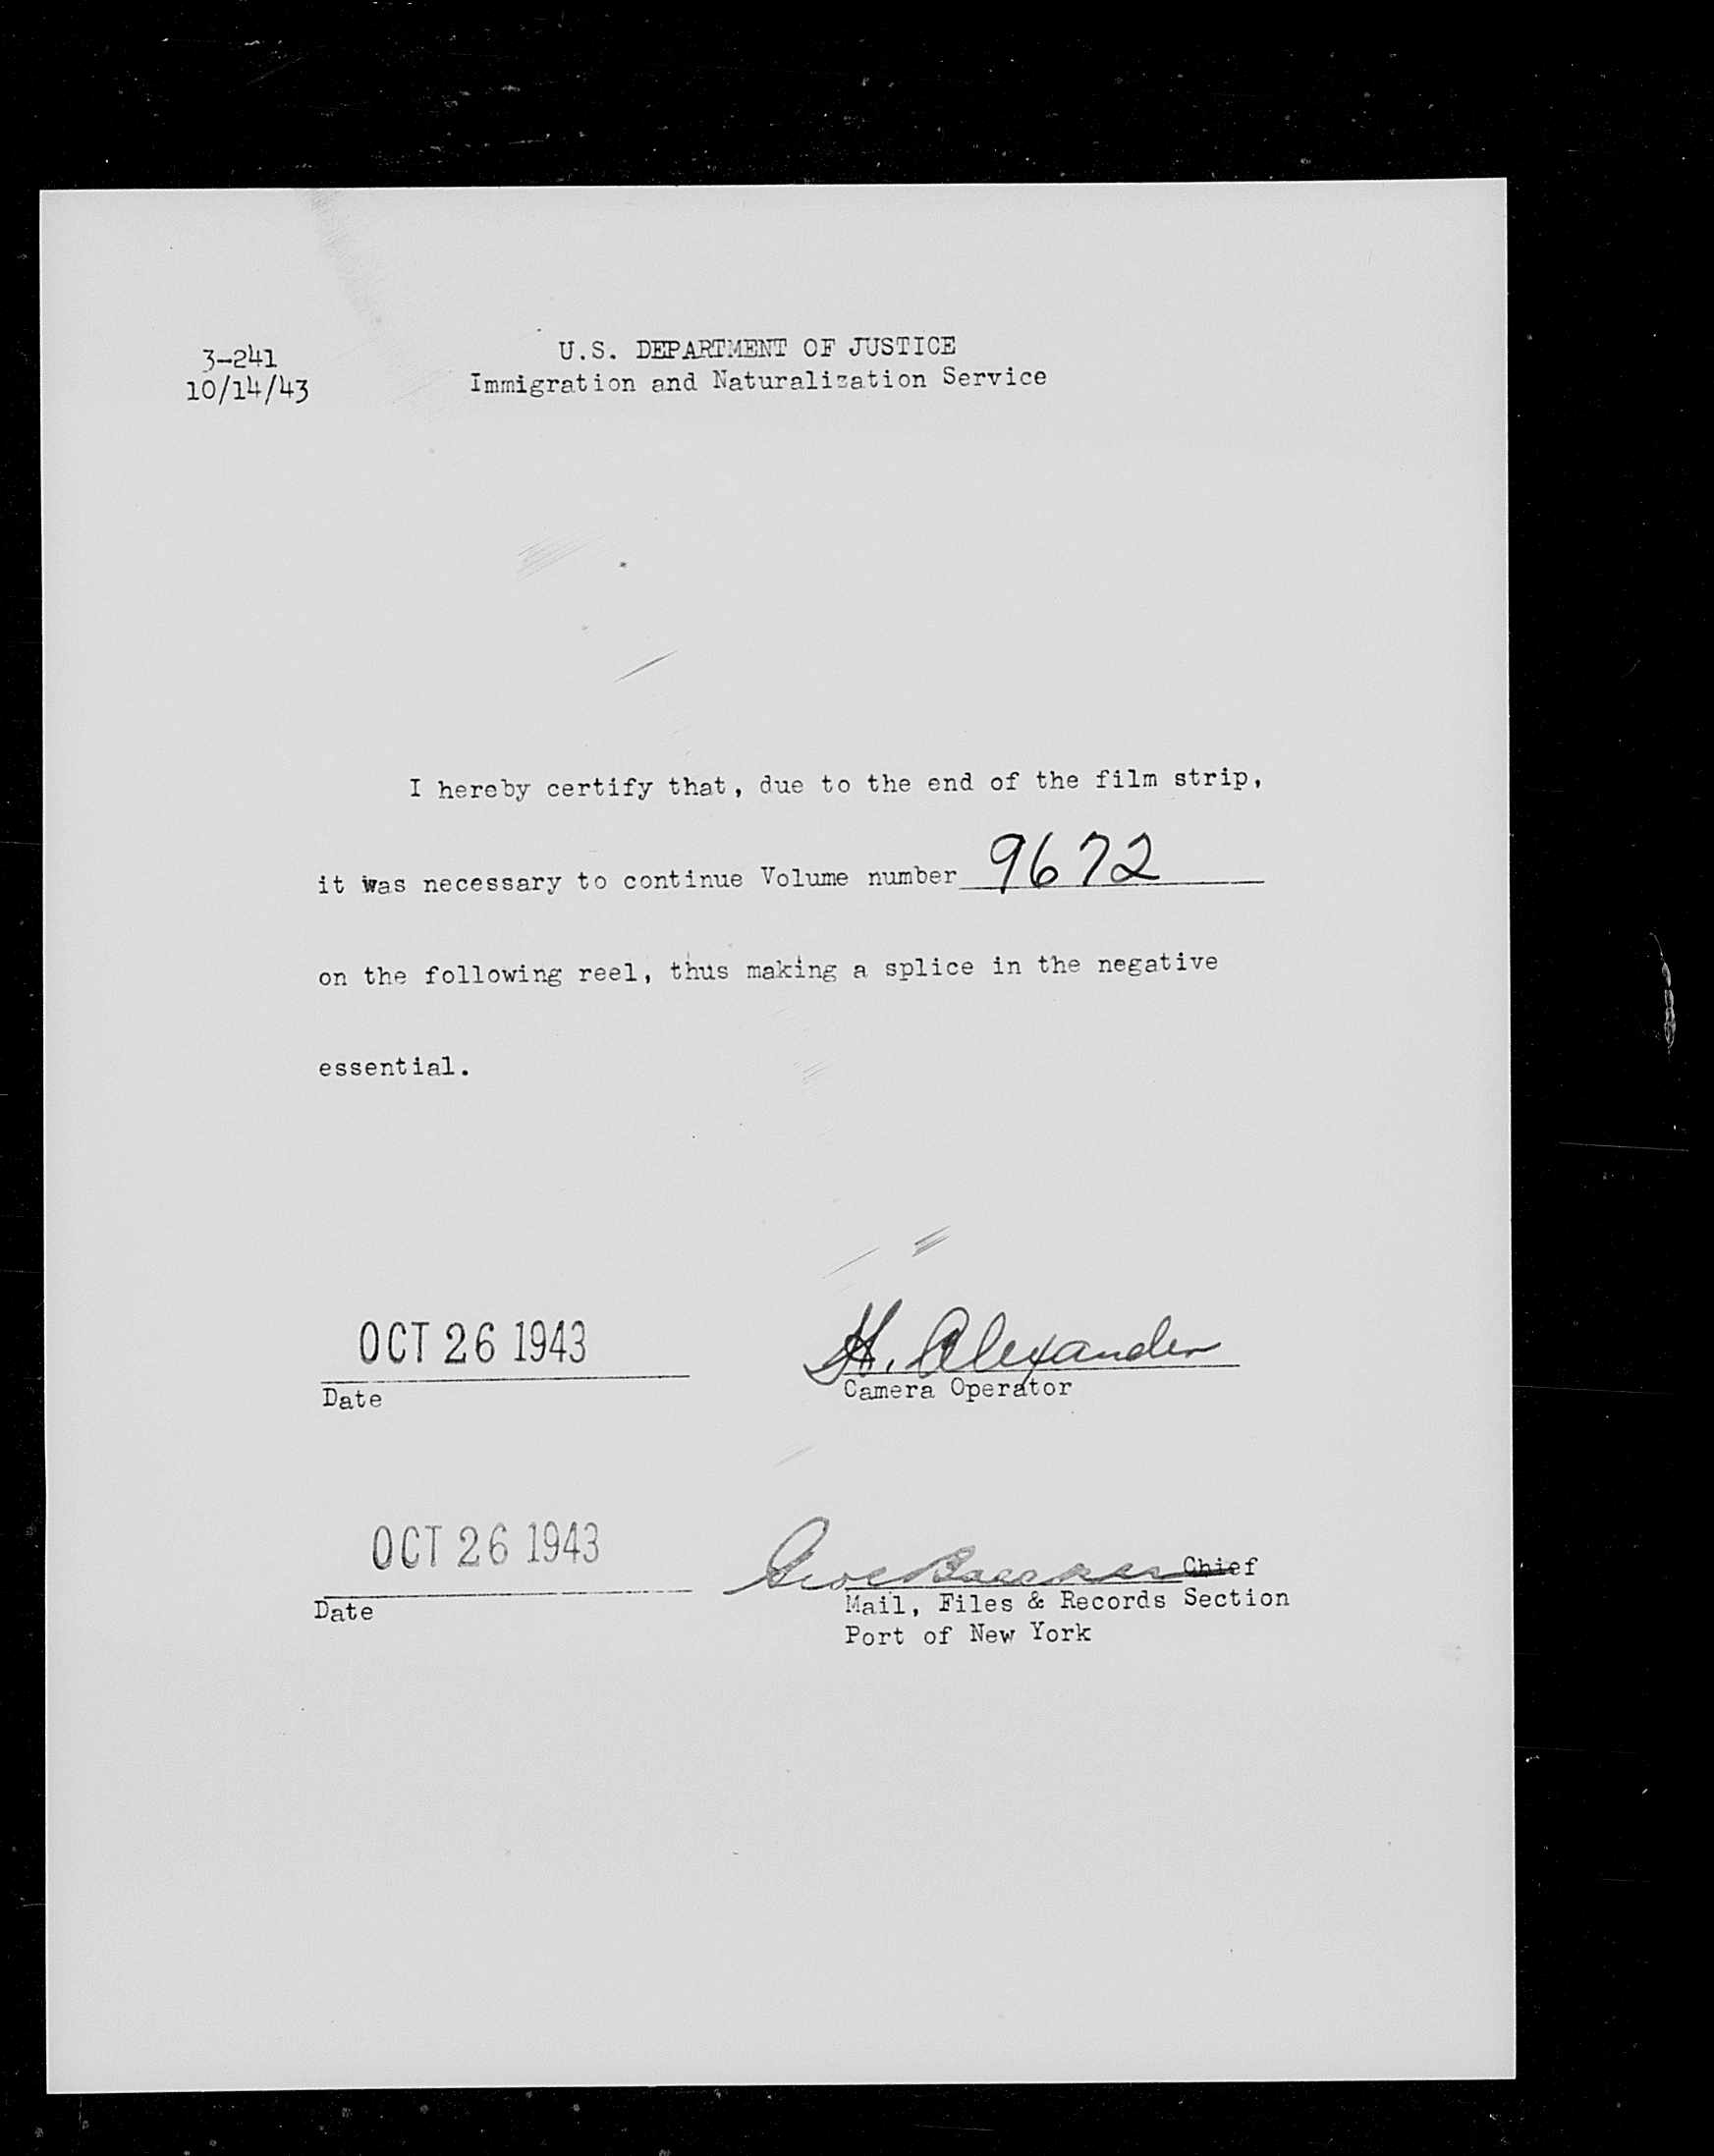 3-241
10/14/43
U.S. DEPARTMENT OF JUSTICE
Immigration and Naturalization Service
I hereby certify that, due to the end of the film strip,
it was necessary to continue Volume number 9672
on the following reel, thus making a splice in the negative
essential.
OCT 26 1943
Date
H. Alexander
Camera Operator
OCT 26 1943
Date
Chief
Mail, Files & Records Section
Port of New York